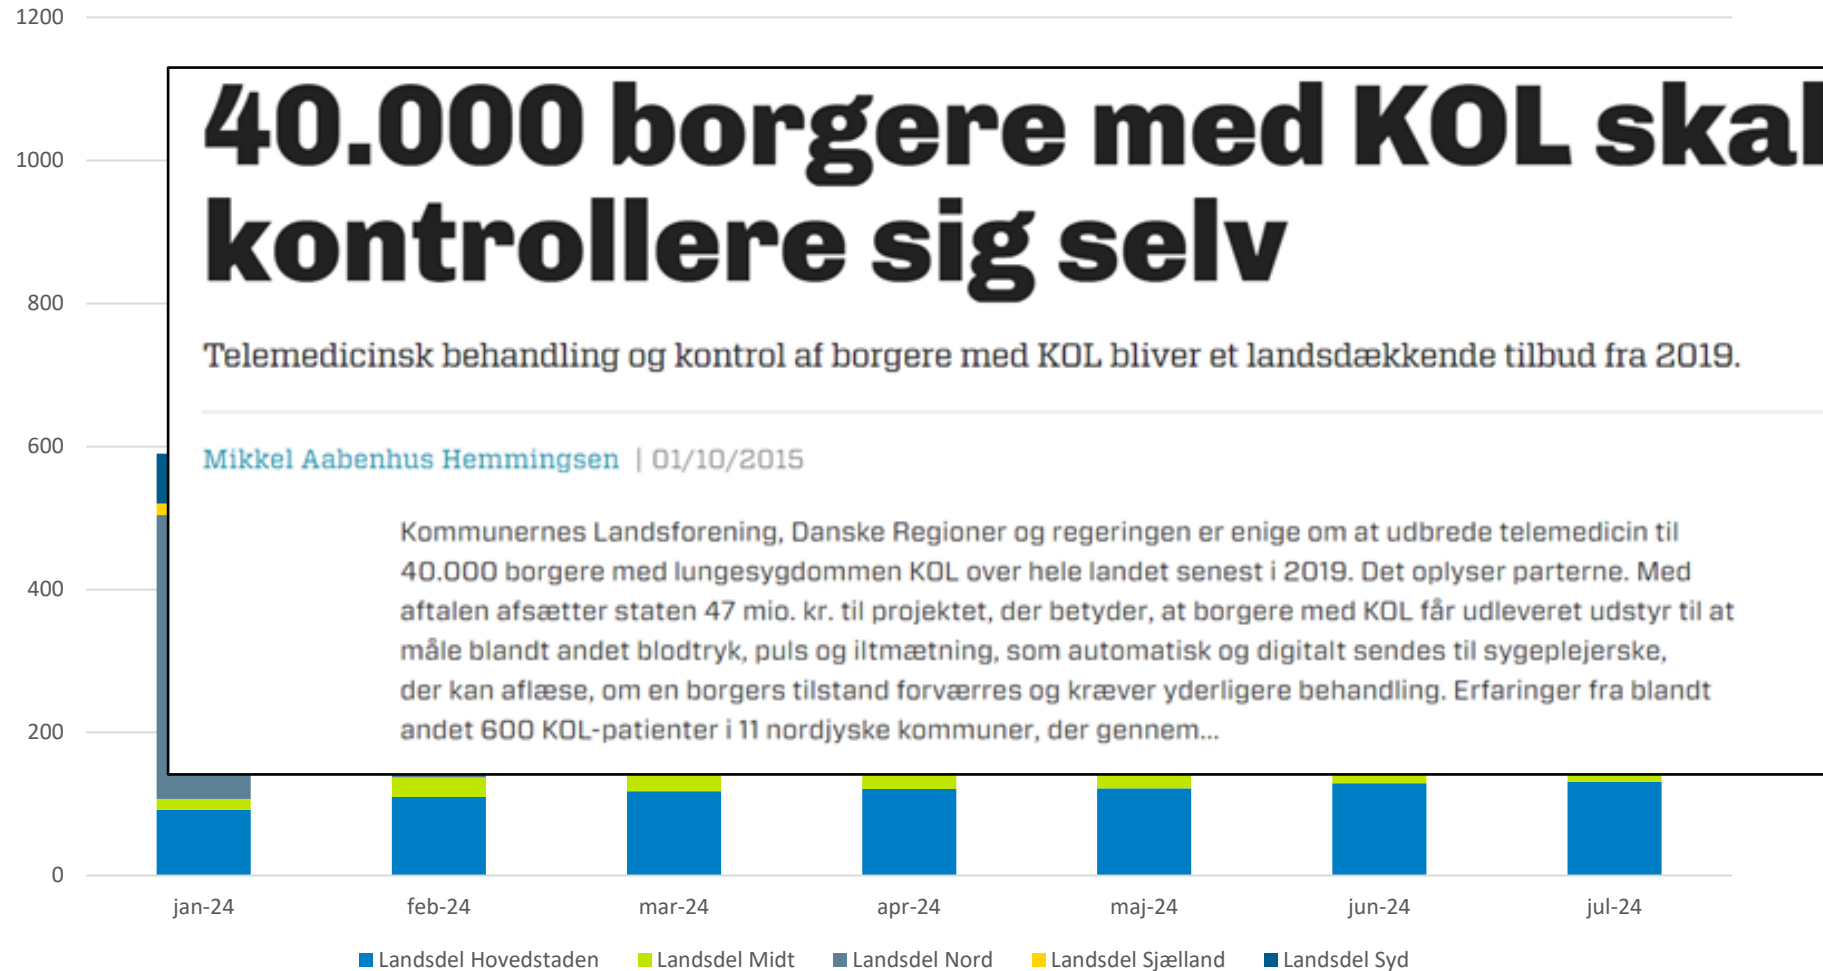 1200
1000
800
600
400
200
0
40.000 borgere med KOL skal
kontrollere sig selv
Telemedicinsk behandling og kontrol af borgere med KOL bliver et landsdækkende tilbud fra 2019.
Mikkel Aabenhus Hemmingsen | 01/10/2015
Kommunernes Landsforening, Danske Regioner og regeringen er enige om at udbrede telemedicin til
40.000 borgere med lungesygdommen KOL over hele landet senest i 2019. Det oplyser parterne. Med
aftalen afsætter staten 47 mio. kr. til projektet, der betyder, at borgere med KOL får udleveret udstyr til at
måle blandt andet blodtryk, puls og iltmætning, som automatisk og digitalt sendes til sygeplejerske,
der kan aflæse, om en borgers tilstand forværres og kræver yderligere behandling. Erfaringer fra blandt
andet 600 KOL-patienter i 11 nordjyske kommuner, der gennem...
jan-24 feb-24 mar-24 apr-24 maj-24 jun-24 jul-24
Landsdel Hovedstaden Landsdel Midt Landsdel Nord Landsdel Sjælland Landsdel Syd